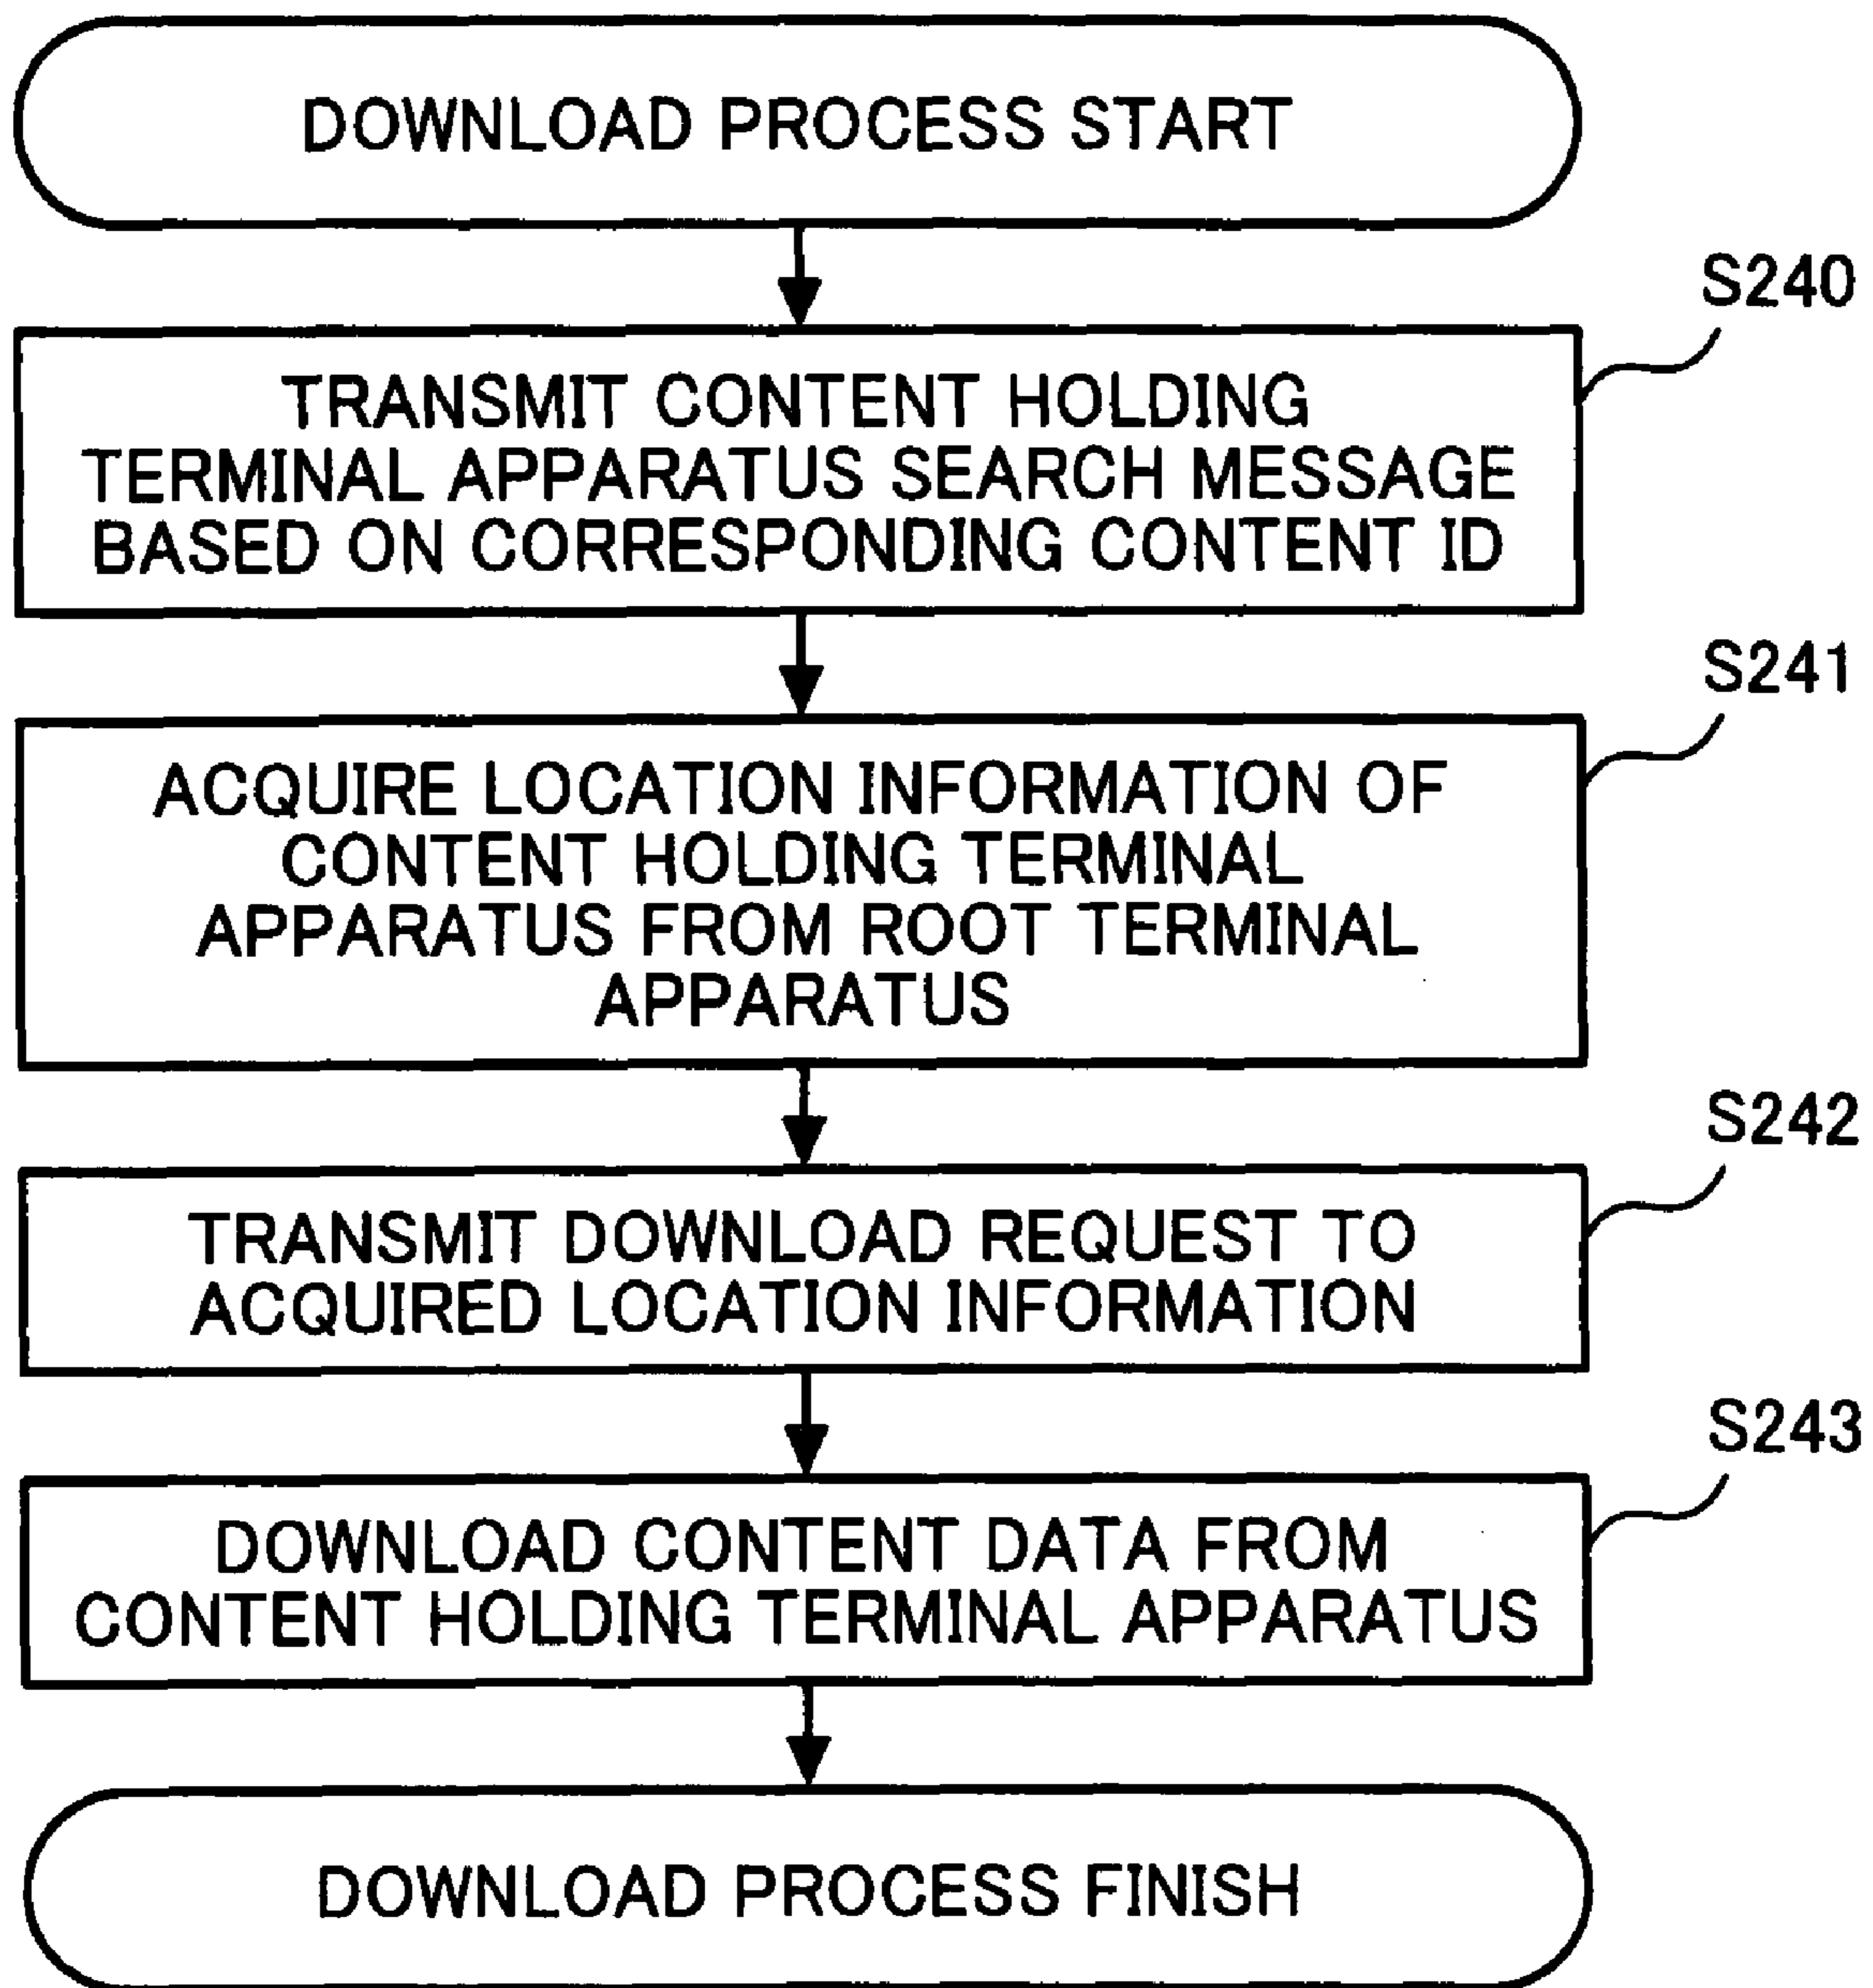 DOWNLOAD PROCESS START
S240
TRANSMIT CONTENT HOLDING
TERMINAL APPARATUS SEARCH MESSAGE
BASED ON CORRESPONDING CONTENT ID
S241
ACQUIRE LOCATION INFORMATION OF
CONTENT HOLDING TERMINAL
APPARATUS FROM ROOT TERMINAL
APPARATUS
S242
TRANSMIT DOWNLOAD REQUEST TO
ACQUIRED LOCATION INFORMATION
S243
DOWNLOAD CONTENT DATA FROM
CONTENT HOLDING TERMINAL APPARATUS
DOWNLOAD PROCESS FINISH